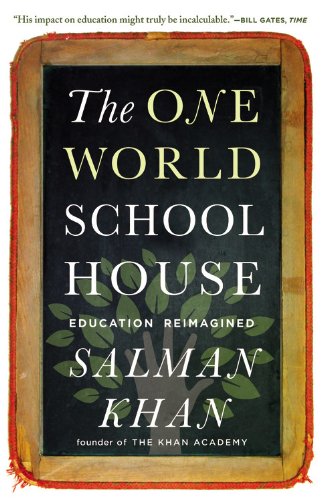 “His impact on education might truly be incalculable.”—BILL GATES, TIME
The ONE
WORLD
SCHOOL
HOUSE
EDUCATION REIMAGINED
SALMAN
KHAN
founder of THE KHAN ACADEMY